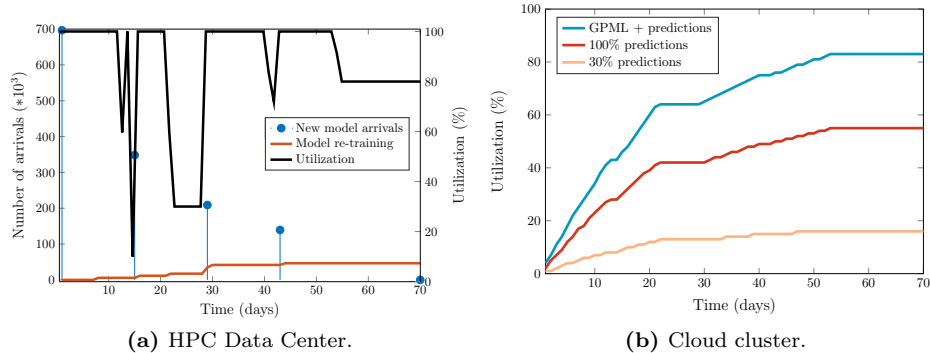 700
600
500
400
300
200
100
0
Number of arrivals (∗10³)
10 20 30 40 50 60 70
Time (days)
100
80
60
40
20
0
Utilization (%)
New model arrivals
Model re-training
Utilization
(a) HPC Data Center.
100
80
60
40
20
0
Utilization (%)
10 20 30 40 50 60 70
Time (days)
GPML + predictions
100% predictions
30% predictions
(b) Cloud cluster.